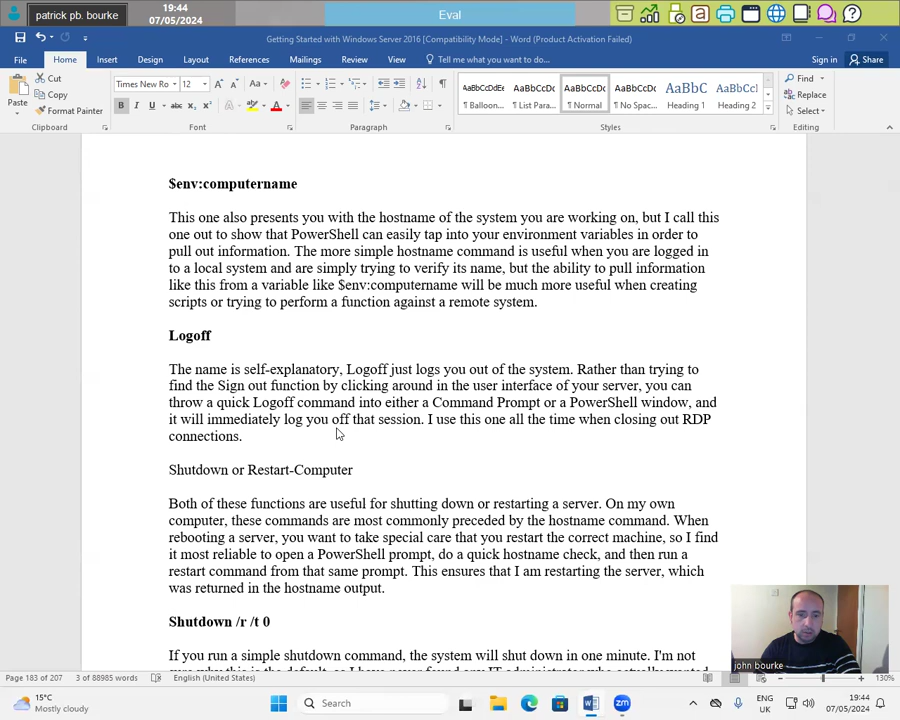 patrick pb. bourke
19:44
07/05/2024
Eval
Getting Started with Windows Server 2016 [Compatibility Mode] - Word (Product Activation Failed)
File Home Insert Design Layout References Mailings Review View Tell me what you want to do... Sign in Share
Paste
Cut
Copy
Format Painter
Clipboard
Times New Ro 12
Font
Paragraph
AaBbCcDdEe AaBbCcDc AaBbCcDc AaBbCcDc AaBbC AaBbCcl
¶ Balloon... ¶ List Para... ¶ Normal ¶ No Spac... Heading 1 Heading 2
Styles
Find
Replace
Select
Editing
$env:computername
This one also presents you with the hostname of the system you are working on, but I call this
one out to show that PowerShell can easily tap into your environment variables in order to
pull out information. The more simple hostname command is useful when you are logged in
to a local system and are simply trying to verify its name, but the ability to pull information
like this from a variable like $env:computername will be much more useful when creating
scripts or trying to perform a function against a remote system.
Logoff
The name is self-explanatory, Logoff just logs you out of the system. Rather than trying to
find the Sign out function by clicking around in the user interface of your server, you can
throw a quick Logoff command into either a Command Prompt or a PowerShell window, and
it will immediately log you off that session. I use this one all the time when closing out RDP
connections.
Shutdown or Restart-Computer
Both of these functions are useful for shutting down or restarting a server. On my own
computer, these commands are most commonly preceded by the hostname command. When
rebooting a server, you want to take special care that you restart the correct machine, so I find
it most reliable to open a PowerShell prompt, do a quick hostname check, and then run a
restart command from that same prompt. This ensures that I am restarting the server, which
was returned in the hostname output.
Shutdown /r /t 0
If you run a simple shutdown command, the system will shut down in one minute. I'm not
john bourke
Page 183 of 207 3 of 88985 words English (United States) 130%
15°C
Mostly cloudy
Search
ENG
UK
19:44
07/05/2024